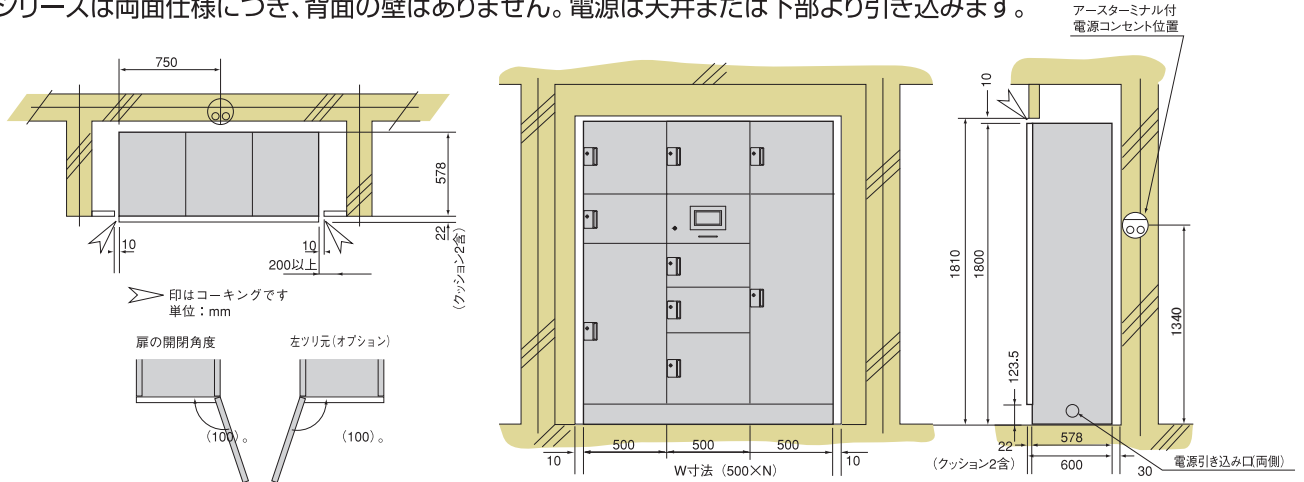 シリーズは両面仕様につき、背面の壁はありません。電源は天井または下部より引き込みます。
アースターミナル付
電源コンセント位置
750
578
22
(クッション2含)
10
10
200以上
印はコーキングです
単位：mm
扉の開閉角度
左ツリ元(オプション)
(100)。
(100)。
500
500
500
10
10
W寸法（500×N）
10
1810
1800
123.5
1340
22
578
(クッション2含)
600
30
電源引き込み口(両側)